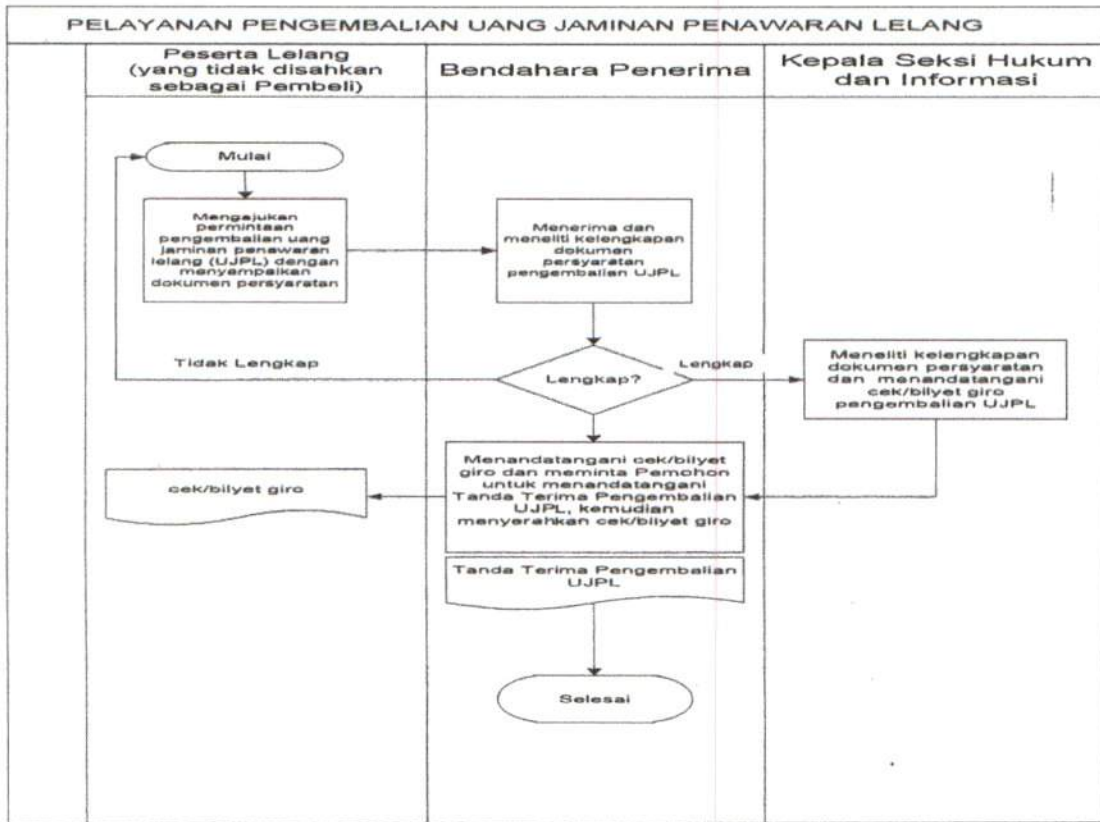 PELAYANAN PENGEMBALIAN UANG JAMINAN PENAWARAN LELANG
Peserta Lelang
(yang tidak disahkan
sebagai Pembeli)
Bendahara Penerima
Kepala Seksi Hukum
dan Informasi
Mulai
Mengajukan
permintaan
pengembalian uang
jaminan penawaran
lelang (UJPL) dengan
menyampaikan
dokumen persyaratan
Menerima dan
meneliti kelengkapan
dokumen
persyaratan
pengembalian UJPL
Tidak Lengkap
Lengkap?
Lengkap
Meneliti kelengkapan
dokumen persyaratan
dan menandatangani
cek/bilyet giro
pengembalian UJPL
Menandatangani cek/bilyet
giro dan meminta Pemohon
untuk menandatangani
Tanda Terima Pengembalian
UJPL, kemudian
menyerahkan cek/bilyet giro
cek/bilyet giro
Tanda Terima Pengembalian
UJPL
Selesai